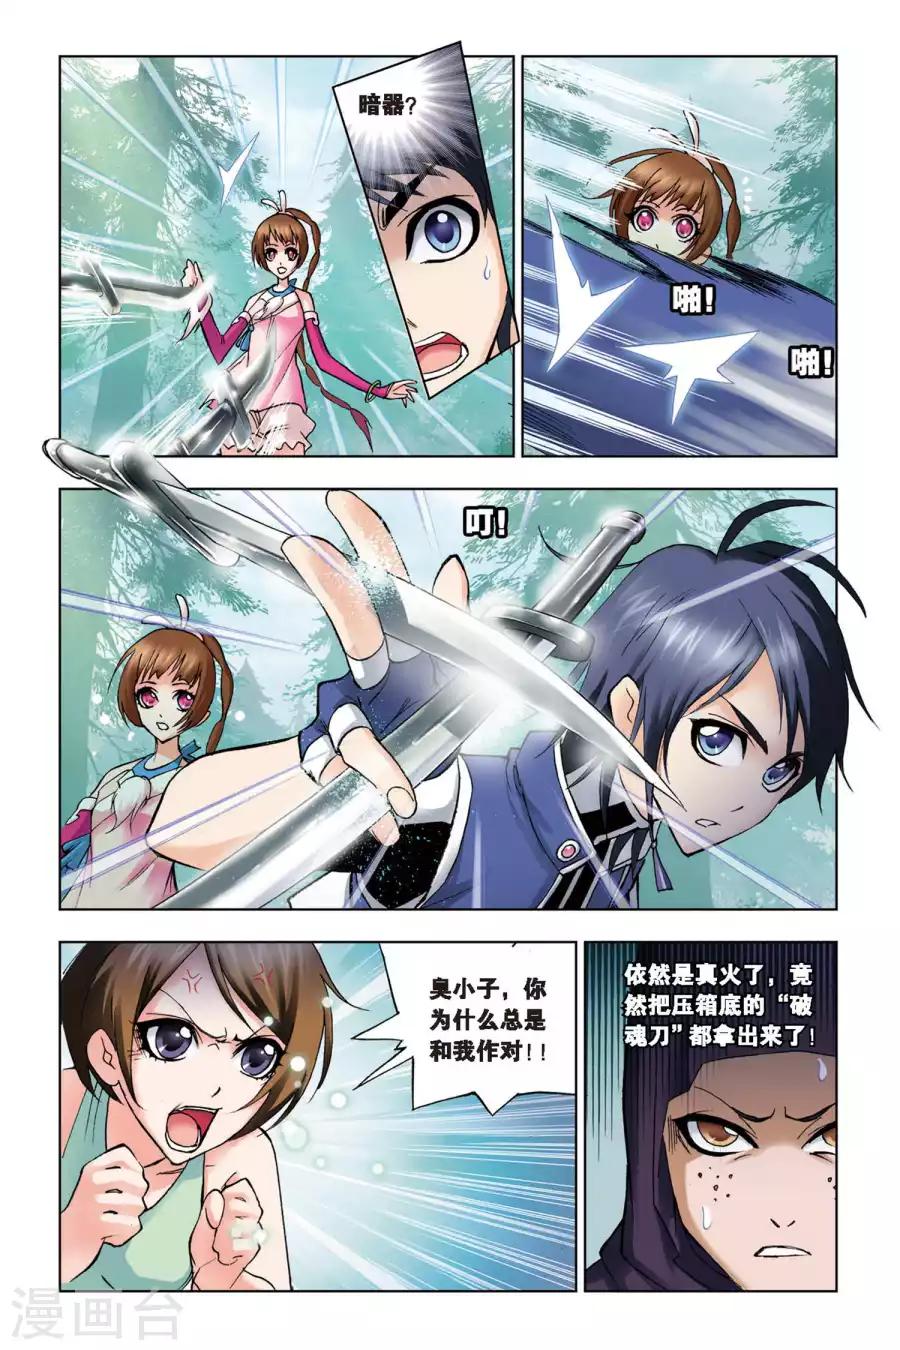 暗器?
啪!
啪!
叮!
臭小子，你
为什么总是
和我作对!!
依然是真火了，竟
然把压箱底的“破
魂刀”都拿出来了!
漫画台